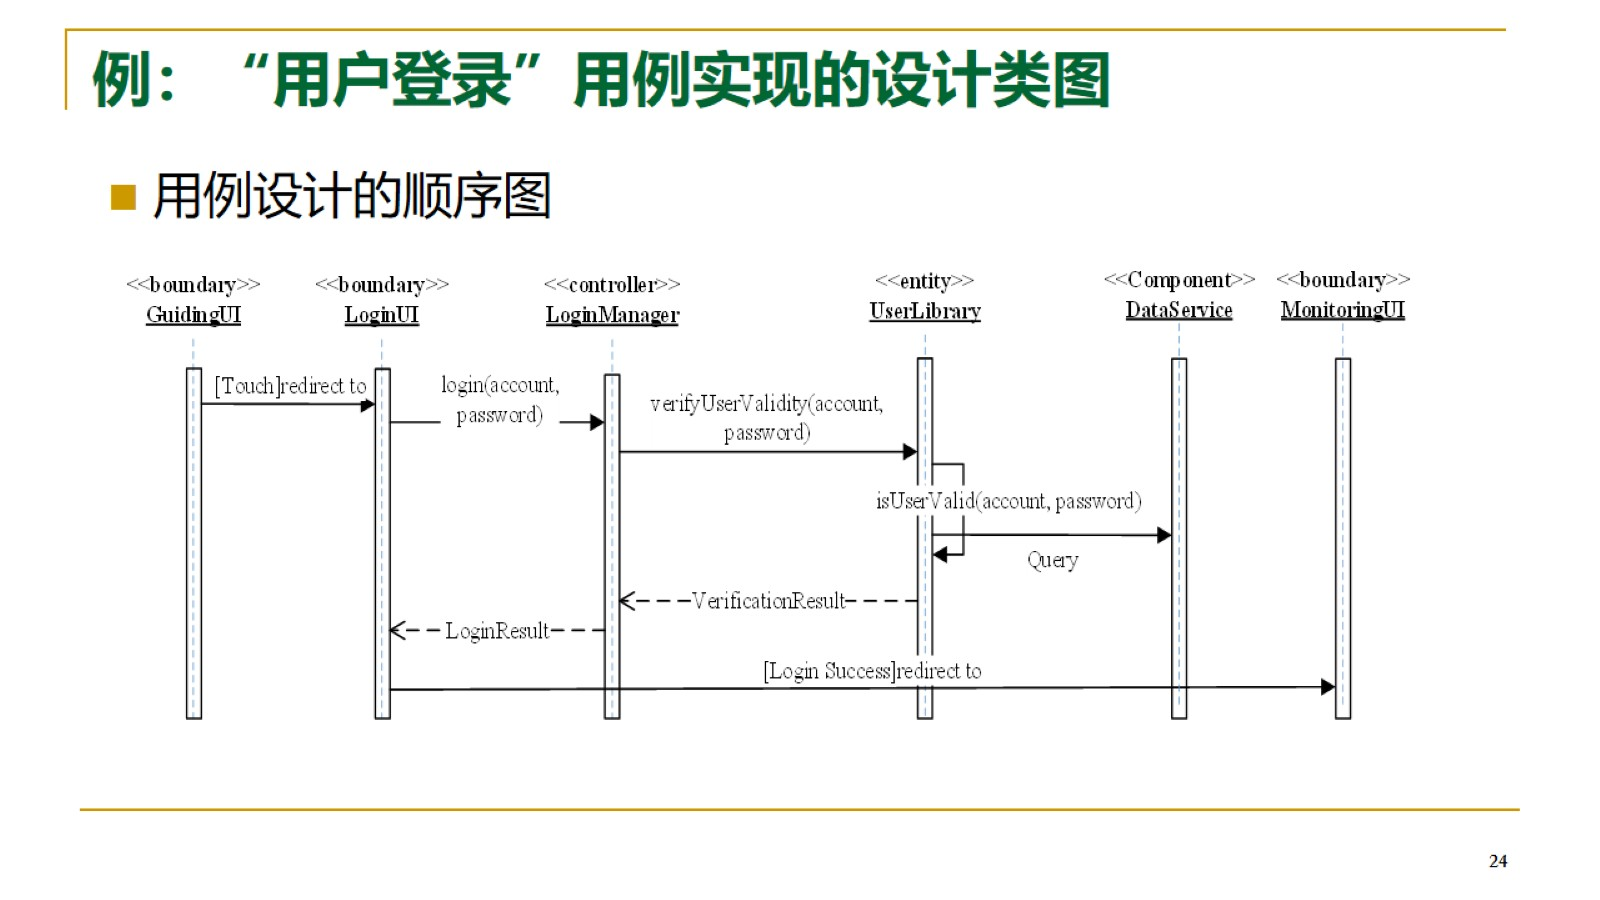 例：“用户登录”用例实现的设计类图
用例设计的顺序图
<<boundary>>
GuidingUI
<<boundary>>
LoginUI
<<controller>>
LoginManager
<<entity>>
UserLibrary
<<Component>>
DataService
<<boundary>>
MonitoringUI
[Touch]redirect to
login(account,
password)
verifyUserValidity(account,
password)
isUserValid(account, password)
Query
VerificationResult
LoginResult
[Login Success]redirect to
24